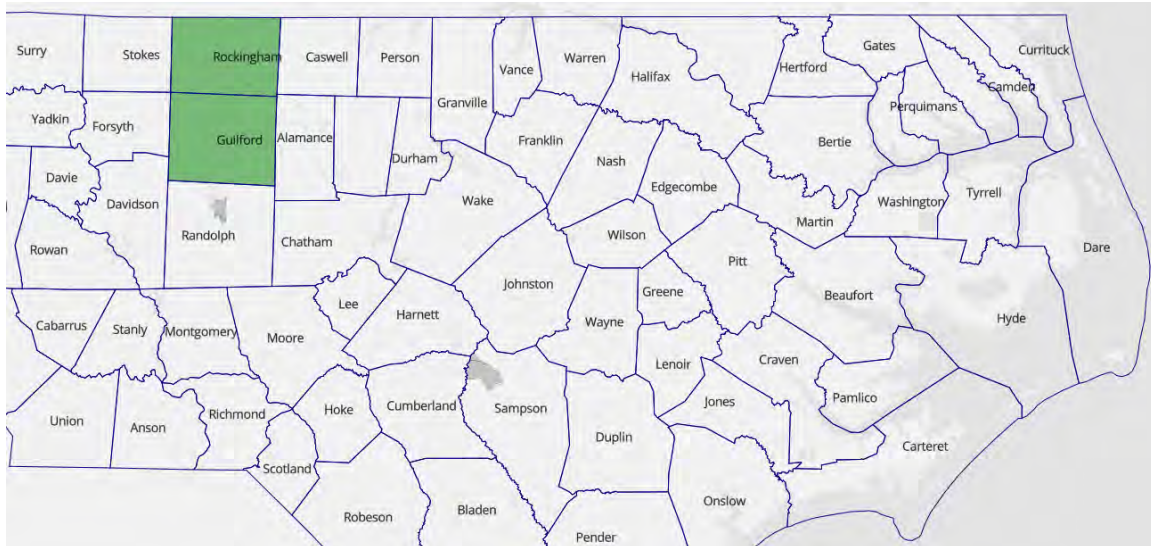 Surry
Stokes
Rockingham
Caswell
Person
Granville
Vance
Warren
Halifax
Hertford
Gates
Currituck
Camden
Perquimans
Yadkin
Forsyth
Guilford
Alamance
Durham
Franklin
Nash
Edgecombe
Bertie
Davie
Davidson
Randolph
Chatham
Wake
Wilson
Martin
Washington
Tyrrell
Dare
Rowan
Johnston
Greene
Pitt
Beaufort
Hyde
Cabarrus
Stanly
Montgomery
Moore
Lee
Harnett
Wayne
Lenoir
Craven
Pamlico
Union
Anson
Richmond
Hoke
Cumberland
Sampson
Duplin
Jones
Carteret
Scotland
Robeson
Bladen
Pender
Onslow